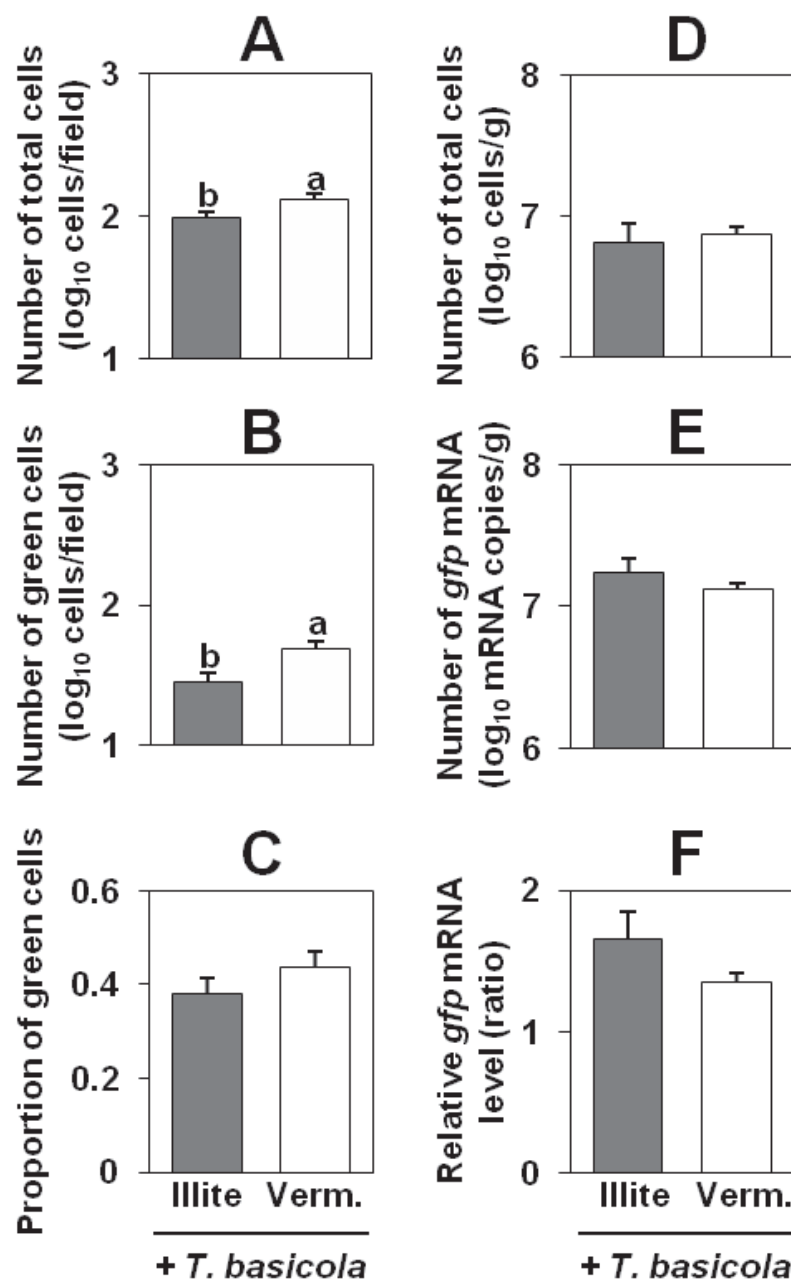 A
Number of total cells
(log10 cells/field)
3
2
1
b
a
B
Number of green cells
(log10 cells/field)
3
2
1
b
a
C
Proportion of green cells
0.6
0.4
0.2
0
Illite Verm.
+ T. basicola
D
Number of total cells
(log10 cells/g)
8
7
6
E
Number of gfp mRNA
(log10 mRNA copies/g)
8
7
6
F
Relative gfp mRNA
level (ratio)
2
1
0
Illite Verm.
+ T. basicola